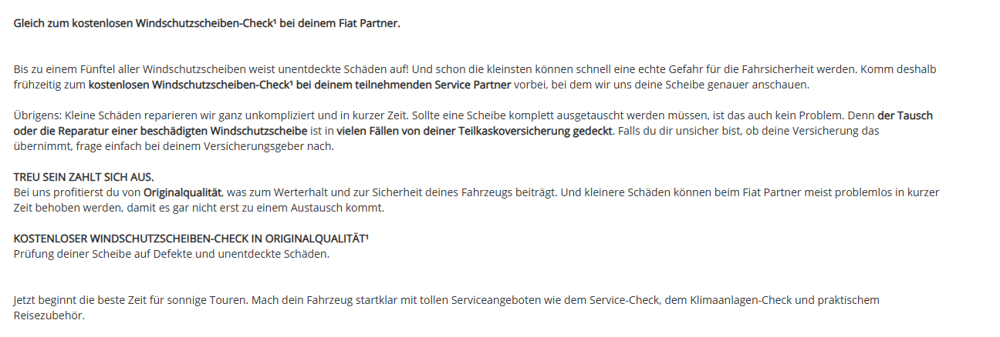 Gleich zum kostenlosen Windschutzscheiben-Check¹ bei deinem Fiat Partner.
Bis zu einem Fünftel aller Windschutzscheiben weist unentdeckte Schäden auf! Und schon die kleinsten können schnell eine echte Gefahr für die Fahrsicherheit werden. Komm deshalb
frühzeitig zum kostenlosen Windschutzscheiben-Check¹ bei deinem teilnehmenden Service Partner vorbei, bei dem wir uns deine Scheibe genauer anschauen.
Übrigens: Kleine Schäden reparieren wir ganz unkompliziert und in kurzer Zeit. Sollte eine Scheibe komplett ausgetauscht werden müssen, ist das auch kein Problem. Denn der Tausch
oder die Reparatur einer beschädigten Windschutzscheibe ist in vielen Fällen von deiner Teilkaskoversicherung gedeckt. Falls du dir unsicher bist, ob deine Versicherung das
übernimmt, frage einfach bei deinem Versicherungsgeber nach.
TREU SEIN ZAHLT SICH AUS.
Bei uns profitierst du von Originalqualität, was zum Werterhalt und zur Sicherheit deines Fahrzeugs beiträgt. Und kleinere Schäden können beim Fiat Partner meist problemlos in kurzer
Zeit behoben werden, damit es gar nicht erst zu einem Austausch kommt.
KOSTENLOSER WINDSCHUTZSCHEIBEN-CHECK IN ORIGINALQUALITÄT¹
Prüfung deiner Scheibe auf Defekte und unentdeckte Schäden.
Jetzt beginnt die beste Zeit für sonnige Touren. Mach dein Fahrzeug startklar mit tollen Serviceangeboten wie dem Service-Check, dem Klimaanlagen-Check und praktischem
Reisezubehör.